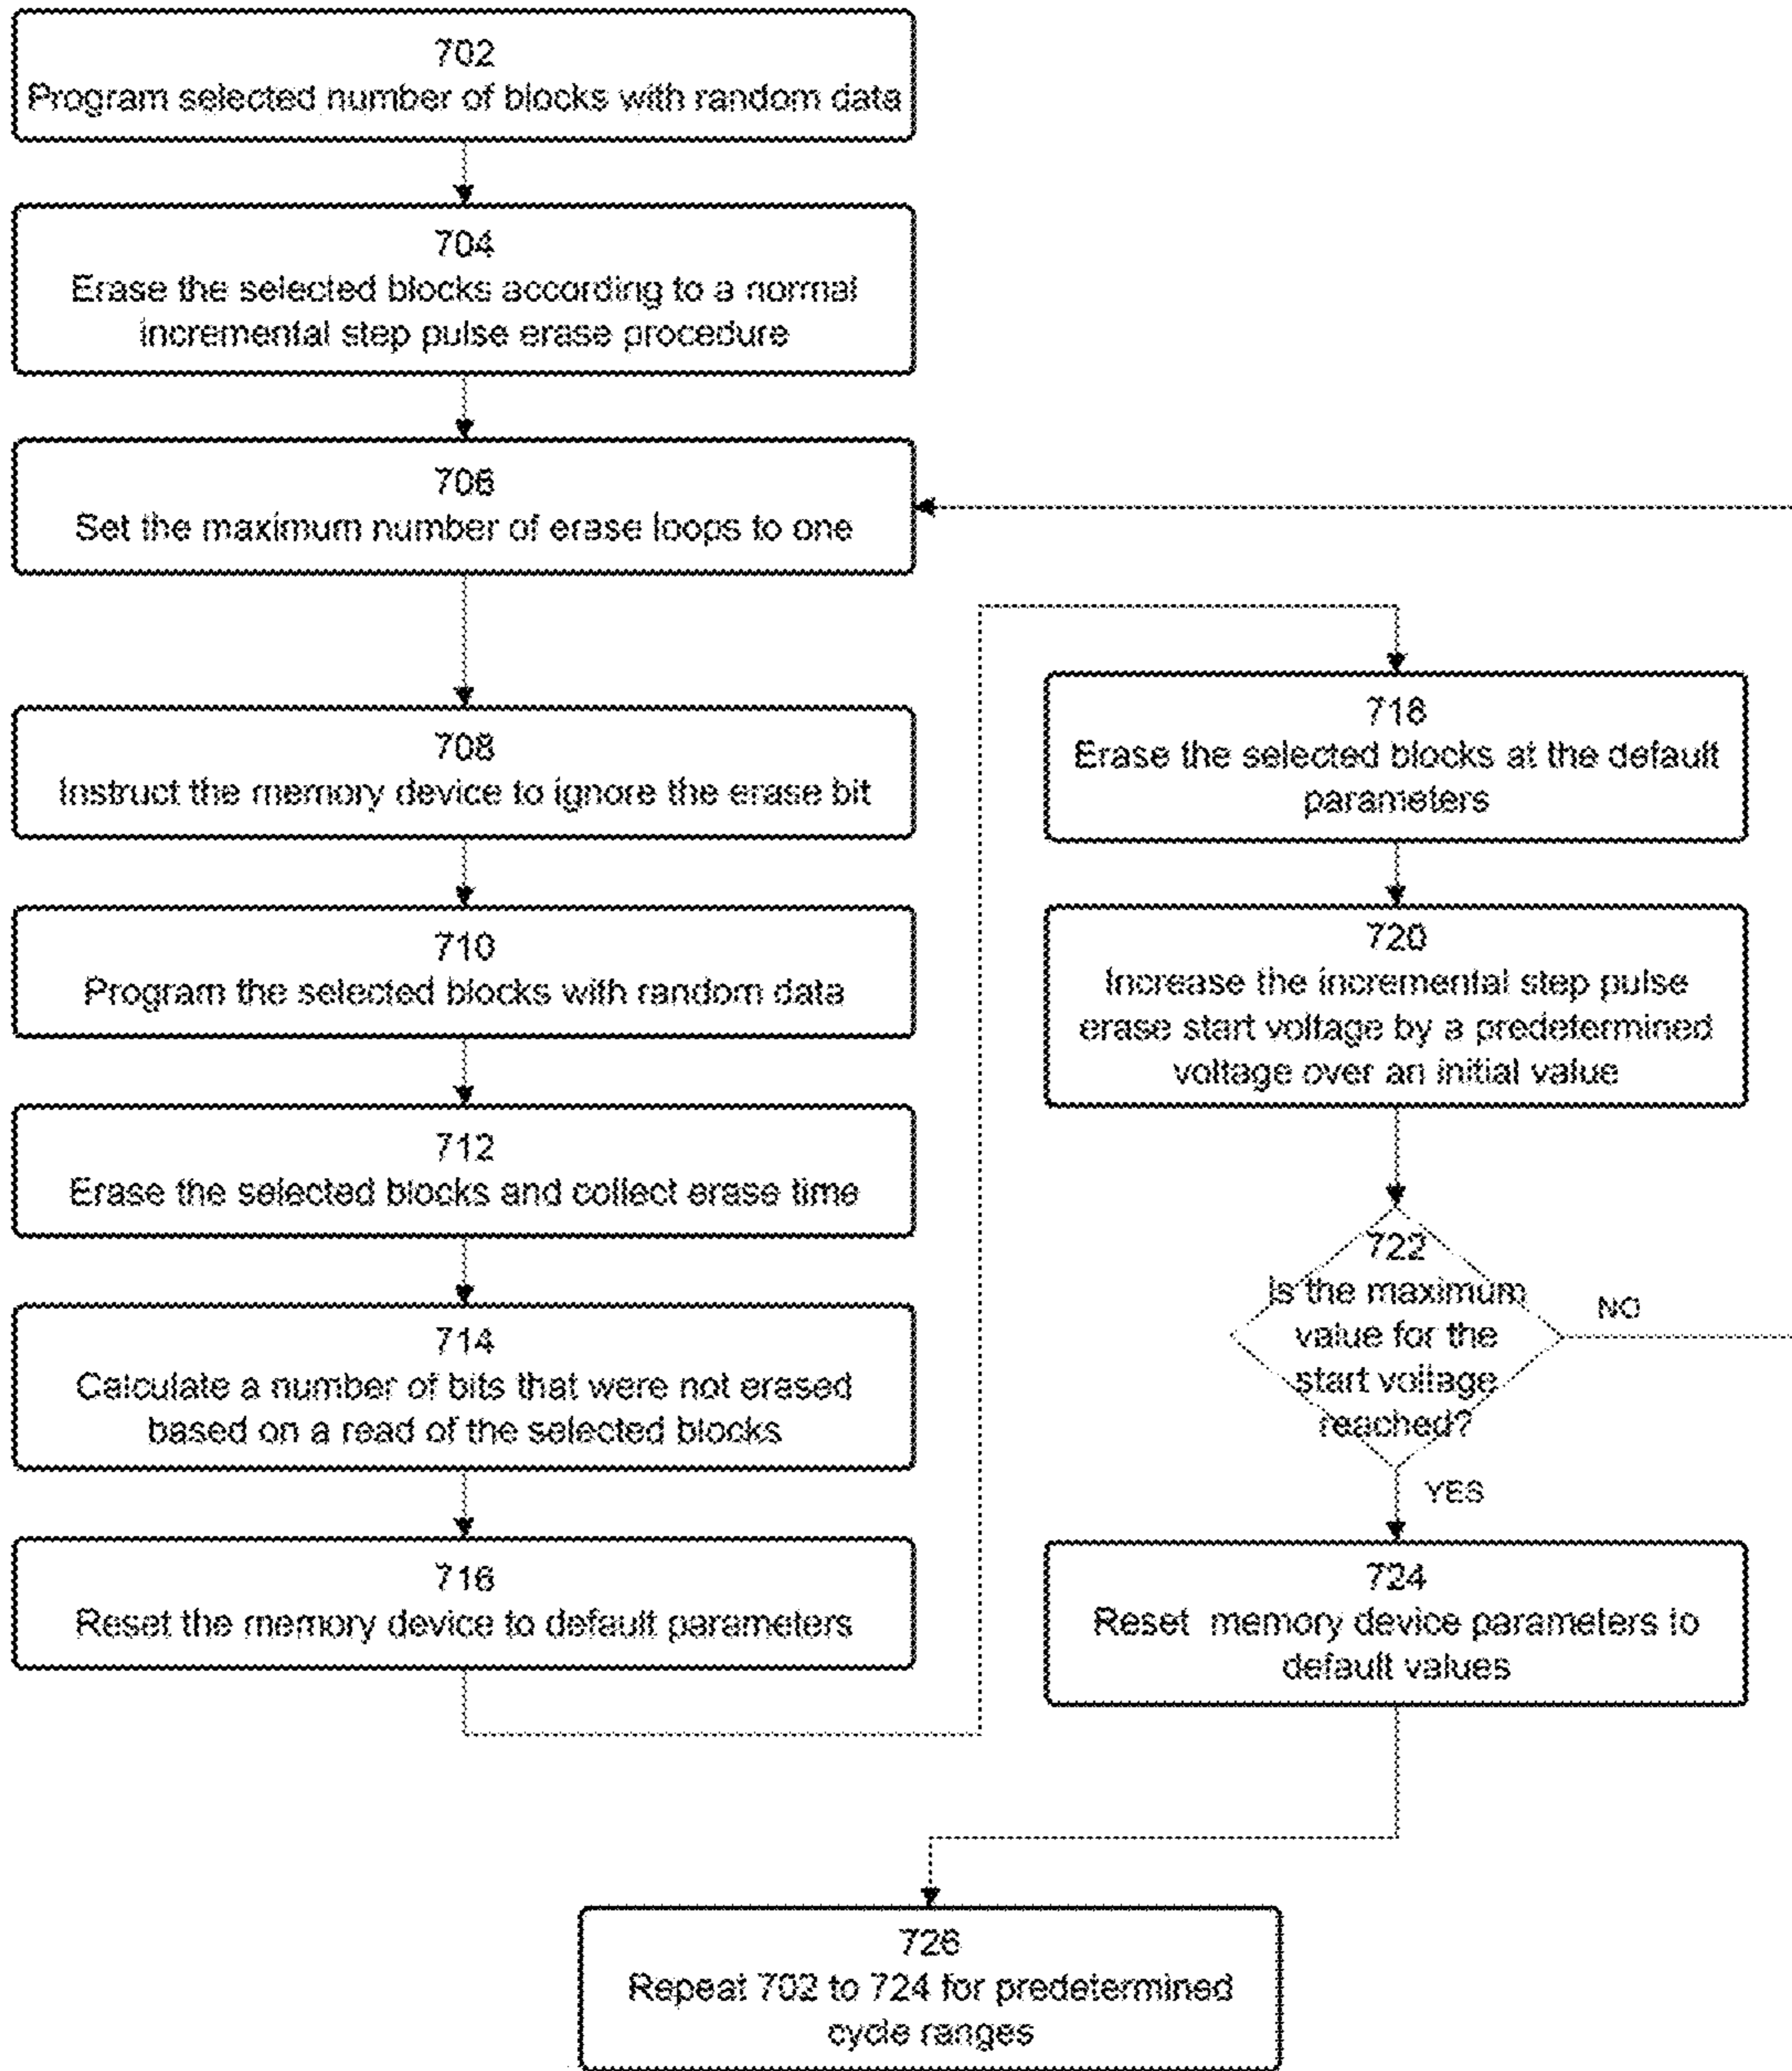 702
Program selected number of blocks with random data
704
Erase the selected blocks according to a normal
incremental step pulse erase procedure
706
Set the maximum number of erase loops to one
708
Instruct the memory device to ignore the erase bit
710
Program the selected blocks with random data
712
Erase the selected blocks and collect erase time
714
Calculate a number of bits that were not erased
based on a read of the selected blocks
716
Reset the memory device to default parameters
718
Erase the selected blocks at the default
parameters
720
Increase the incremental step pulse
erase start voltage by a predetermined
voltage over an initial value
722
Is the maximum
value for the
start voltage
reached?
NO
YES
724
Reset memory device parameters to
default values
726
Repeat 702 to 724 for predetermined
cycle ranges